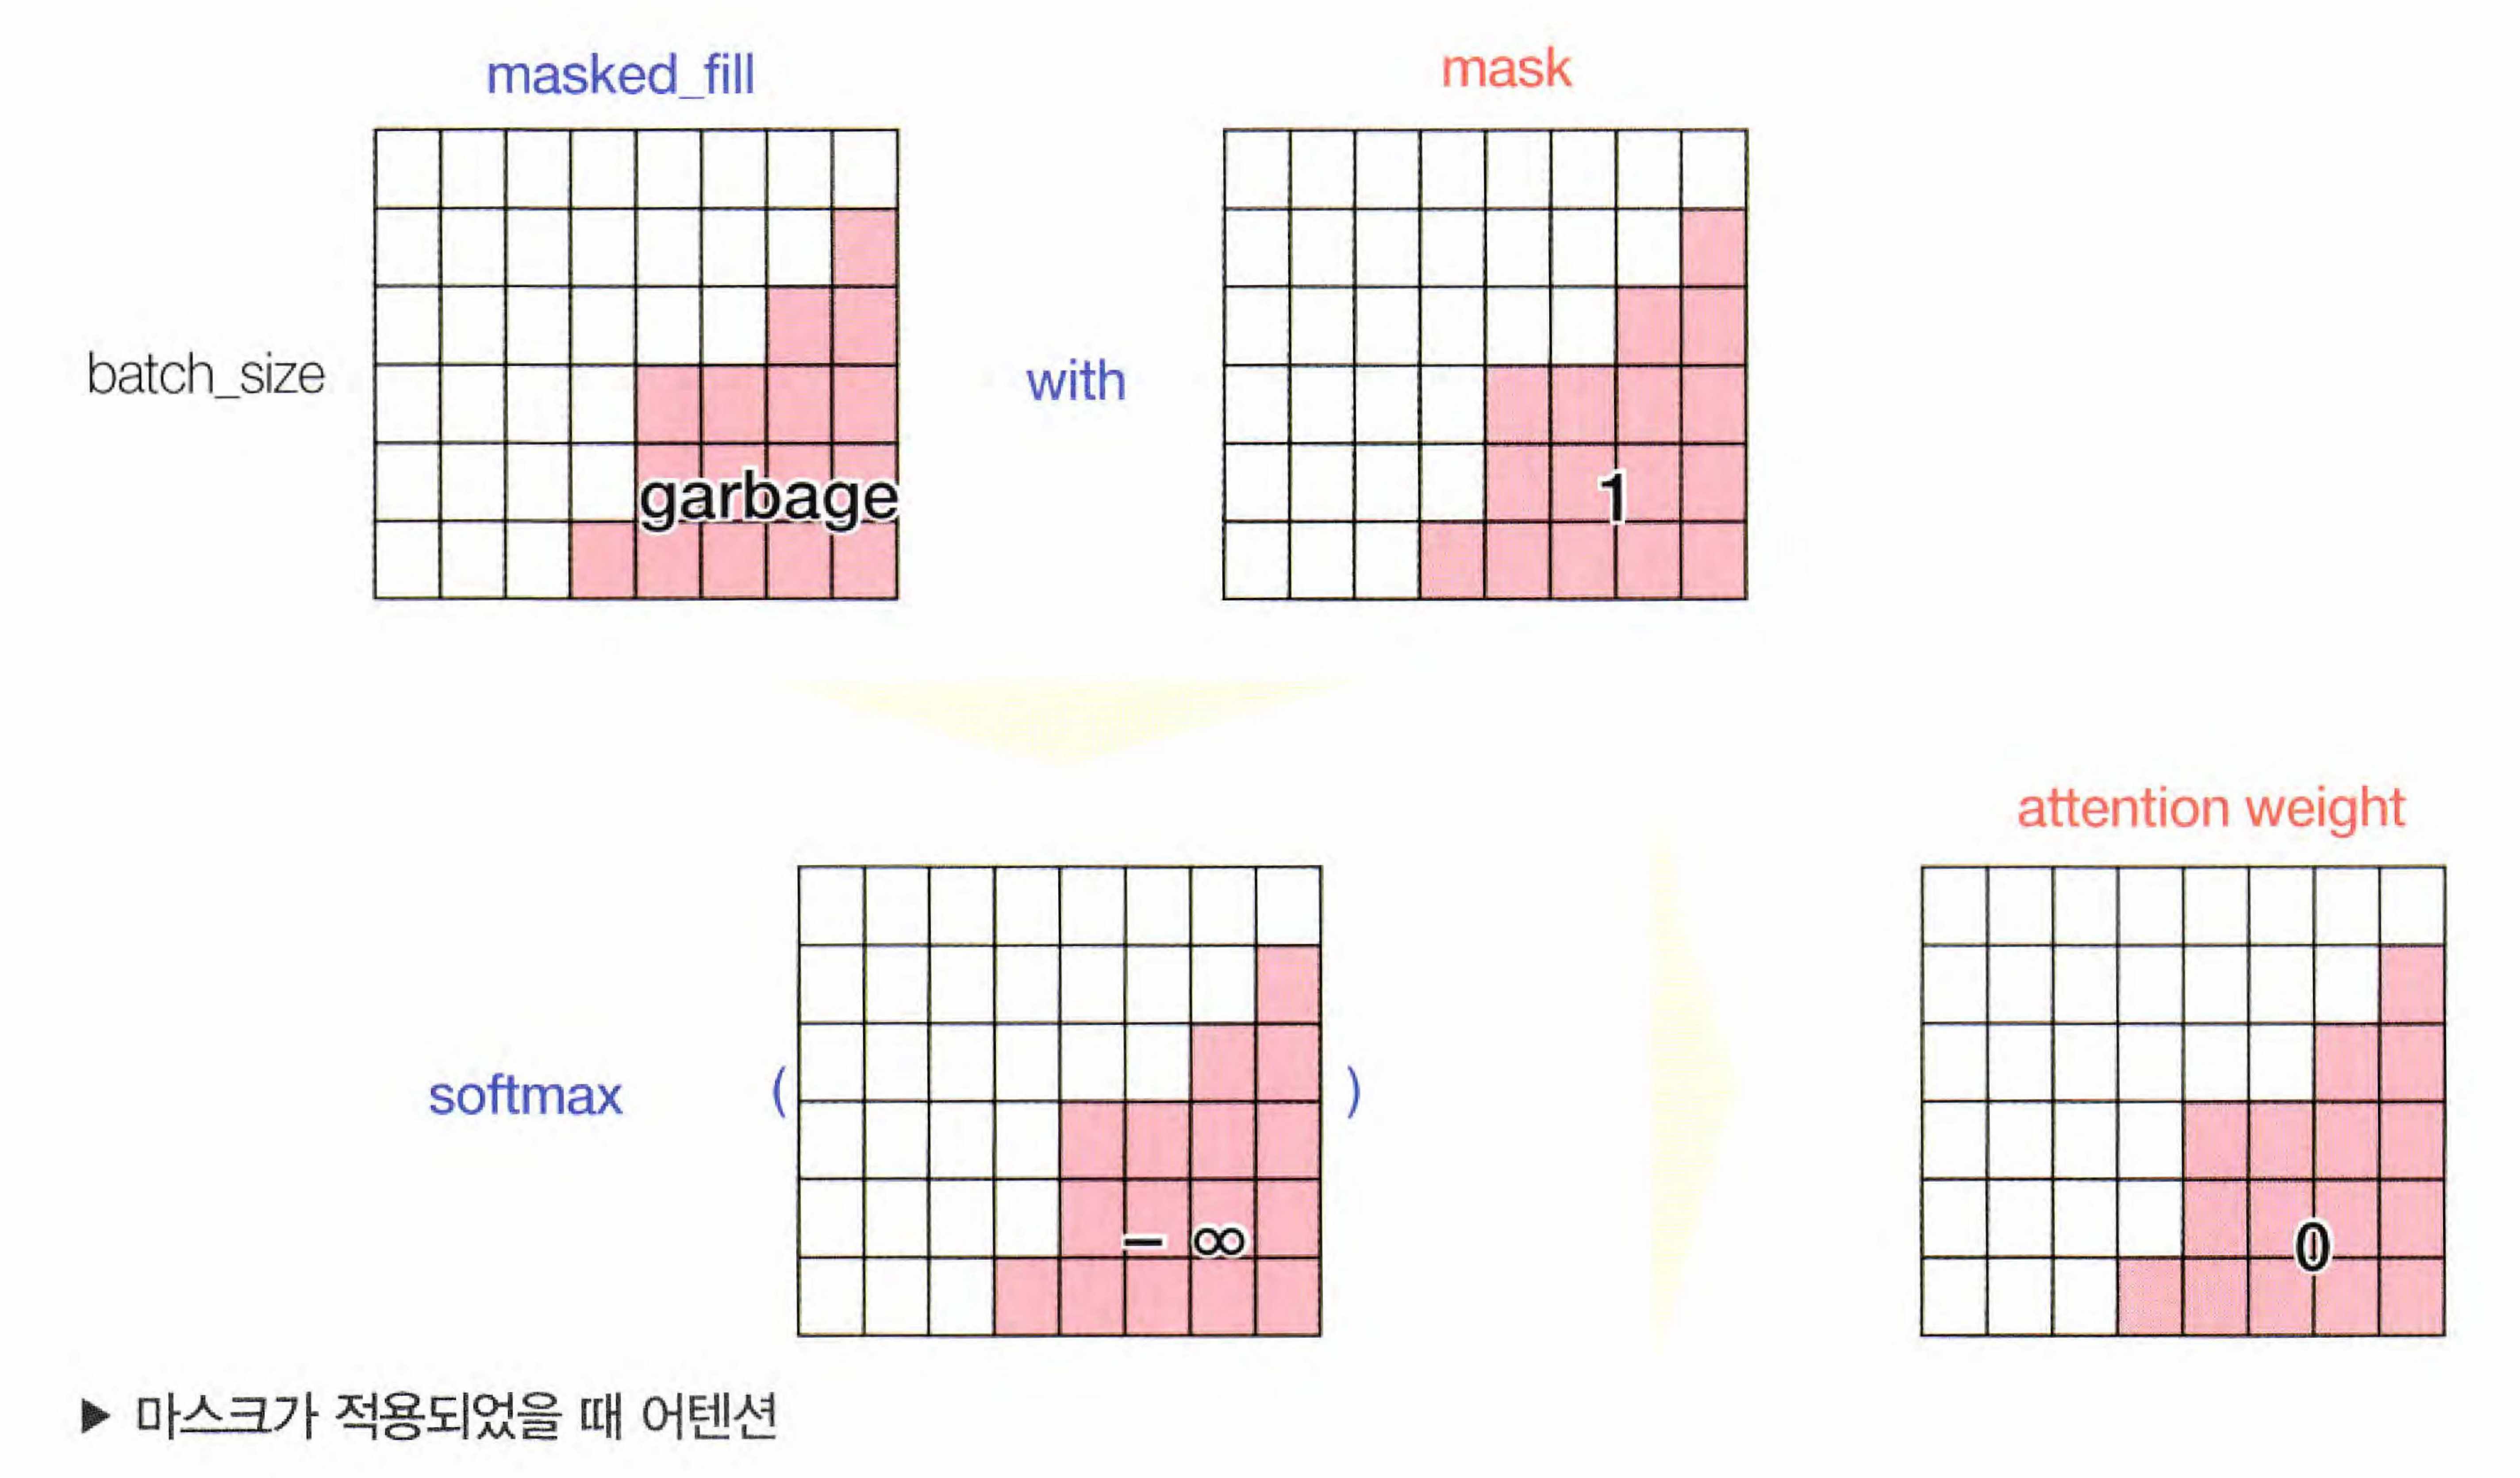 masked_fill
mask
batch_size
with
garbage
1
attention weight
softmax
(
)
− ∞
0
▶ 마스크가 적용되었을 때 어텐션